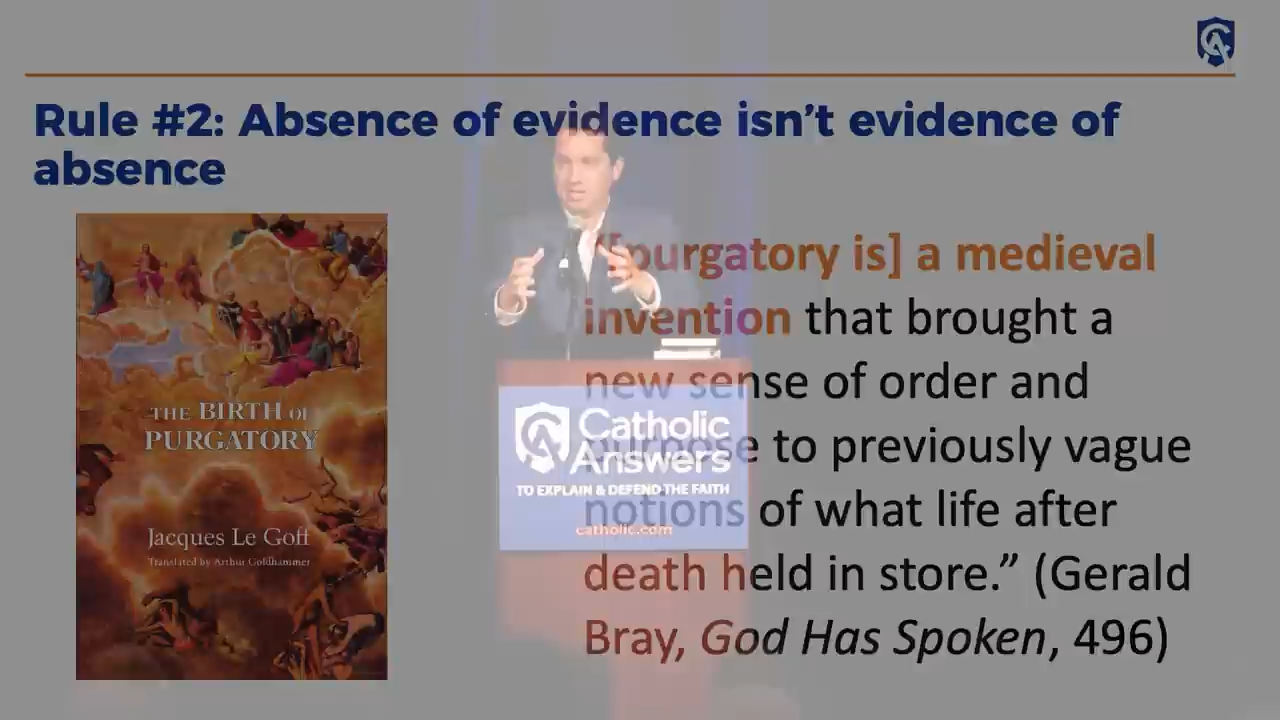 Rule #2: Absence of evidence isn't evidence of
absence
THE BIRTH OF
PURGATORY
Jacques Le Goff
Translated by Arthur Goldhammer
“[purgatory is] a medieval
invention that brought a
new sense of order and
purpose to previously vague
notions of what life after
death held in store.” (Gerald
Bray, God Has Spoken, 496)
Catholic
Answers
TO EXPLAIN & DEFEND THE FAITH
catholic.com